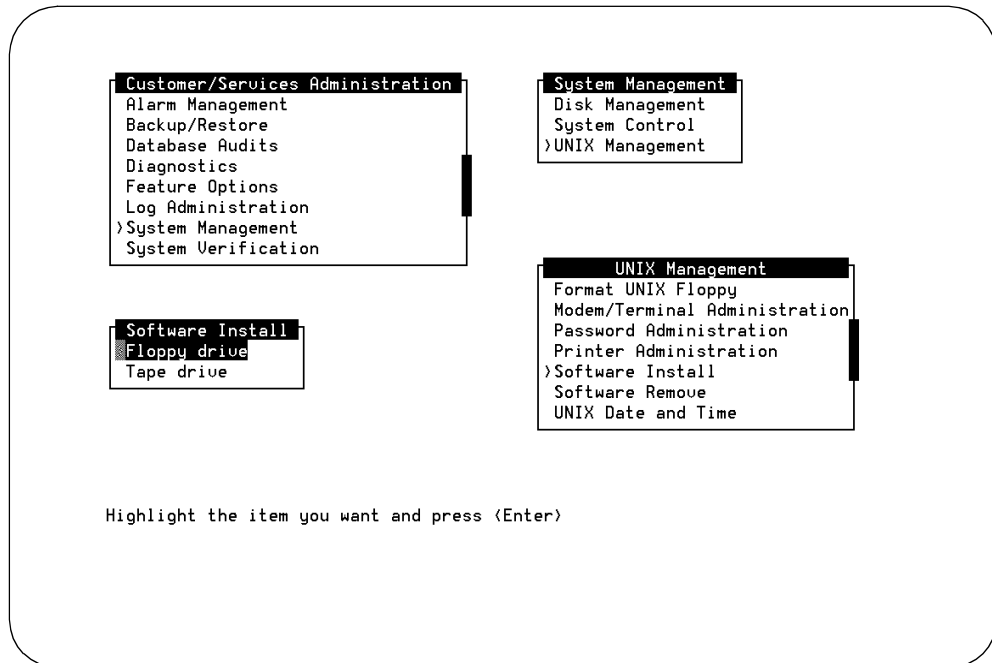 Customer/Services Administration
Alarm Management
Backup/Restore
Database Audits
Diagnostics
Feature Options
Log Administration
>System Management
System Verification
System Management
Disk Management
System Control
>UNIX Management
UNIX Management
Format UNIX Floppy
Modem/Terminal Administration
Password Administration
Printer Administration
>Software Install
Software Remove
UNIX Date and Time
Software Install
Floppy drive
Tape drive
Highlight the item you want and press <Enter>